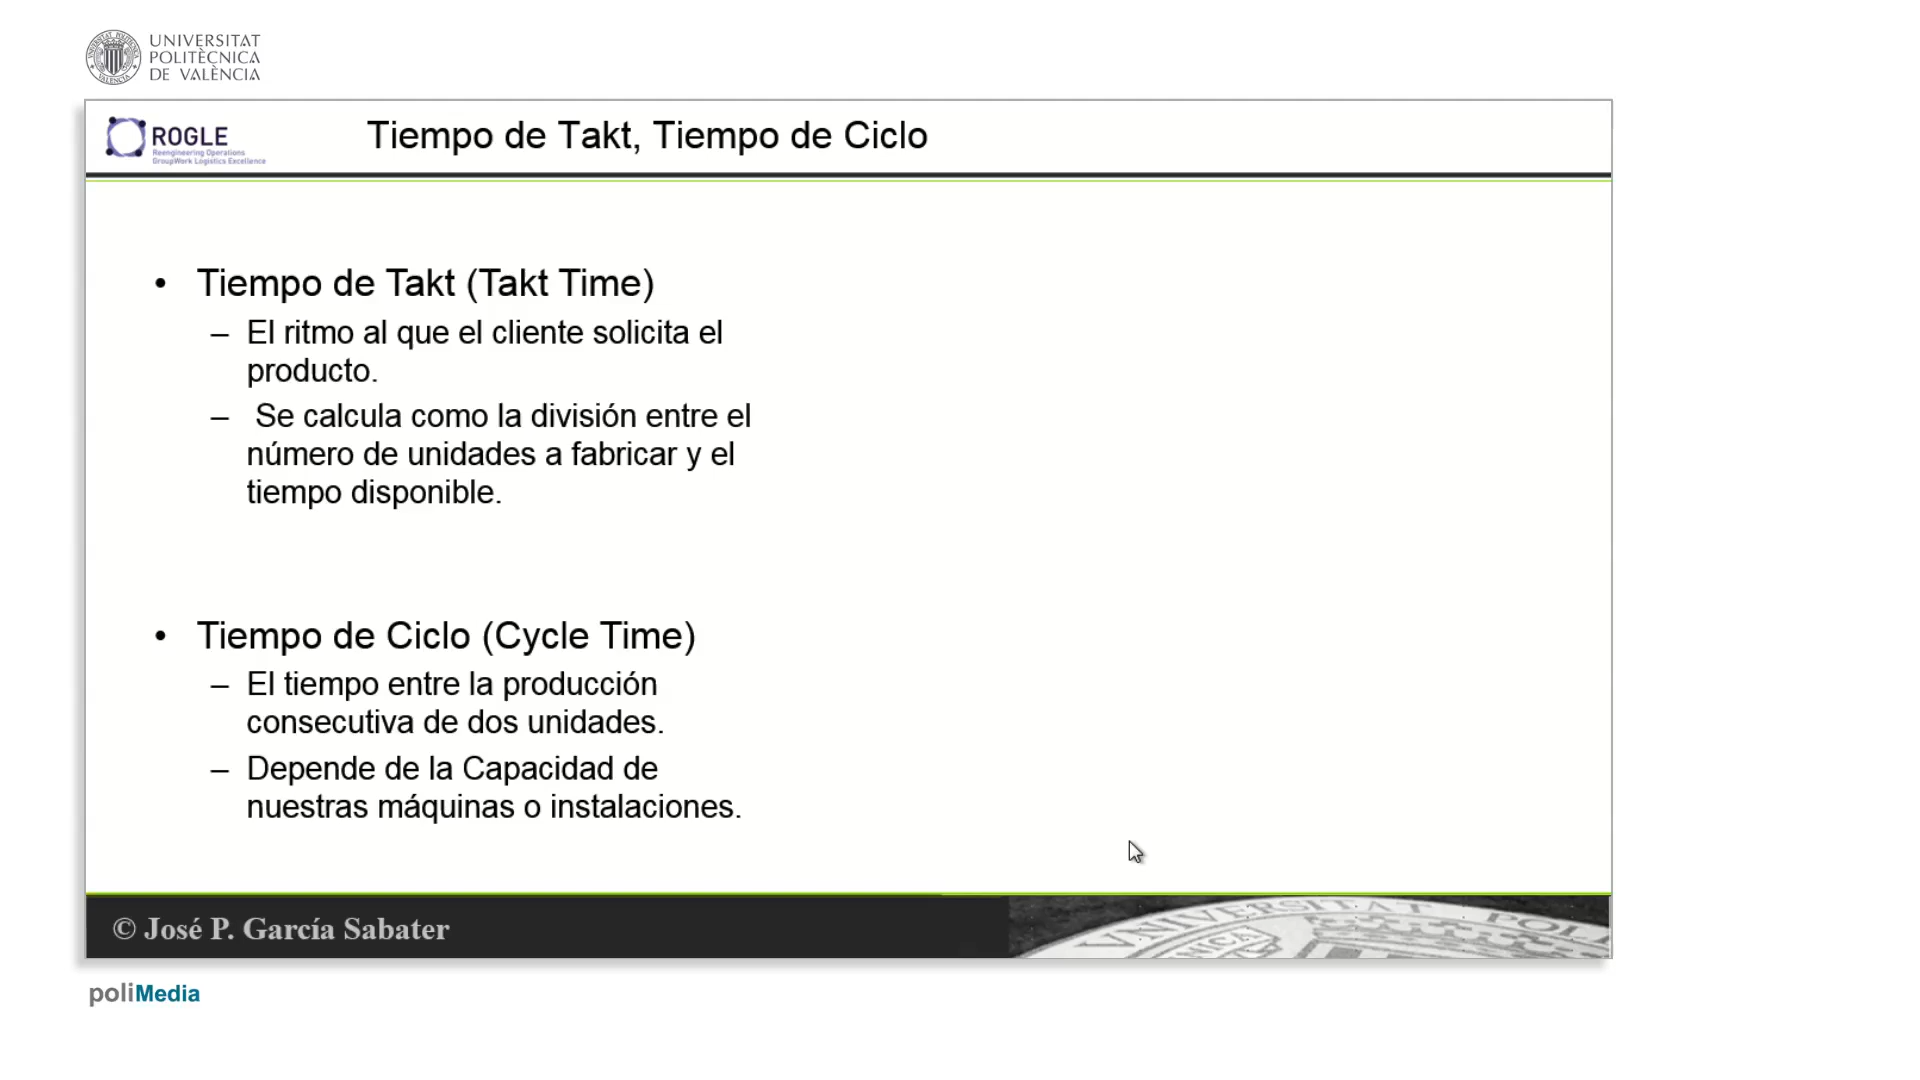 UNIVERSITAT
POLITÈCNICA
DE VALÈNCIA
ROGLE
Reengineering Operations
GroupWork Logistics Excellence
Tiempo de Takt, Tiempo de Ciclo
• Tiempo de Takt (Takt Time)
– El ritmo al que el cliente solicita el
producto.
– Se calcula como la división entre el
número de unidades a fabricar y el
tiempo disponible.
• Tiempo de Ciclo (Cycle Time)
– El tiempo entre la producción
consecutiva de dos unidades.
– Depende de la Capacidad de
nuestras máquinas o instalaciones.
© José P. García Sabater
UNIVERSITAT POLI
poliMedia